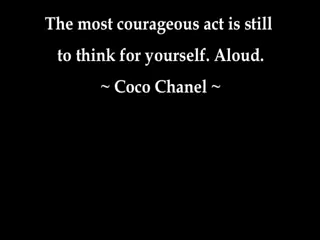 The most courageous act is still
to think for yourself. Aloud.
~ Coco Chanel ~